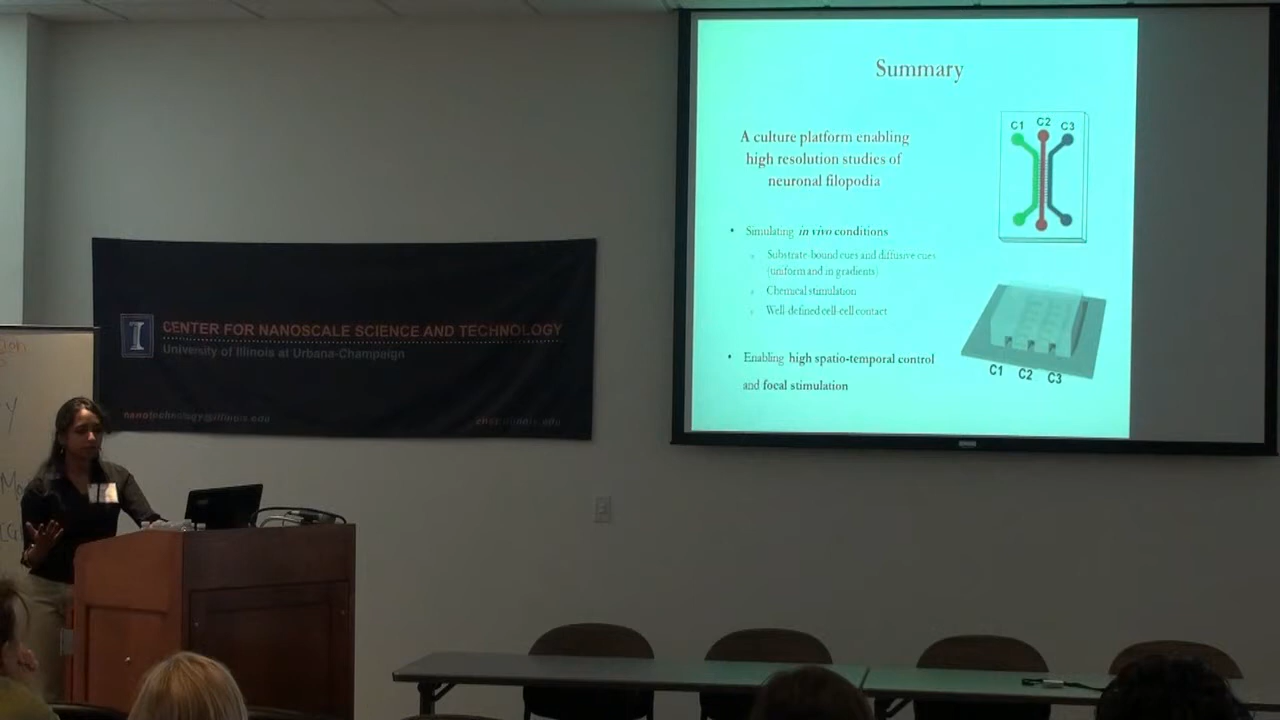 Summary
C1 C2 C3
A culture platform enabling
high resolution studies of
neuronal filopodia
• Simulating in vivo conditions
Substrate-bound cues and diffusive cues
(uniform and in gradients)
Chemical stimulation
Well-defined cell-cell contact
• Enabling high spatio-temporal control
and focal stimulation
C1 C2 C3
I
CENTER FOR NANOSCALE SCIENCE AND TECHNOLOGY
University of Illinois at Urbana-Champaign
nanotechnology@illinois.edu